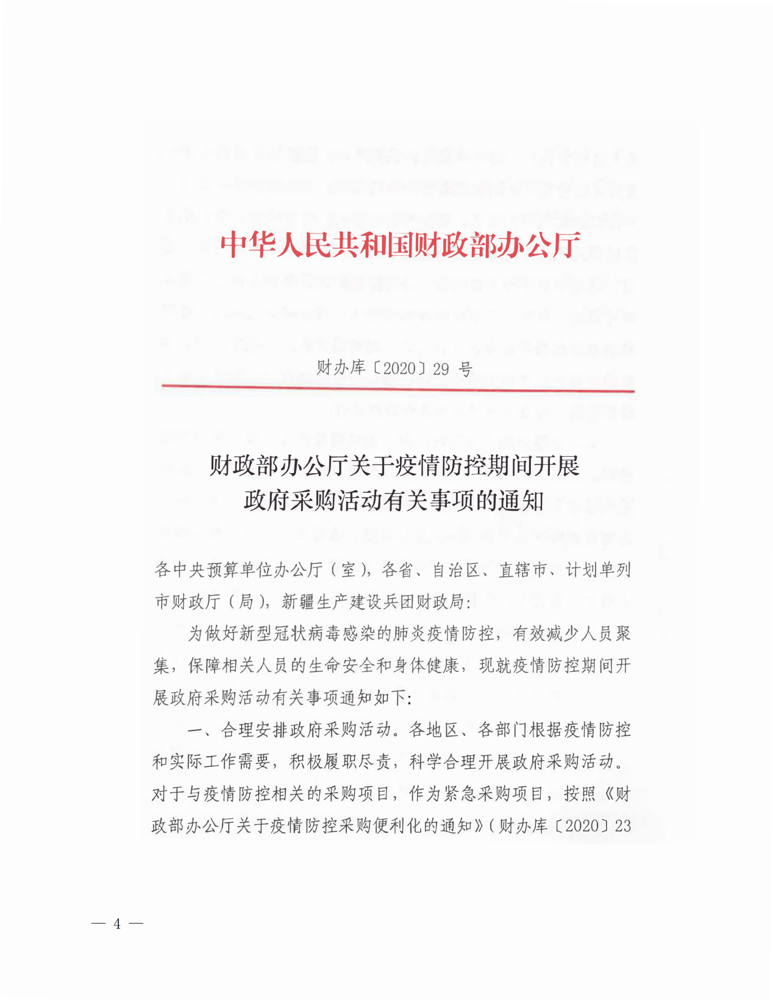 中华人民共和国财政部办公厅
财办库〔2020〕29 号
财政部办公厅关于疫情防控期间开展
政府采购活动有关事项的通知
各中央预算单位办公厅（室），各省、自治区、直辖市、计划单列
市财政厅（局），新疆生产建设兵团财政局：
为做好新型冠状病毒感染的肺炎疫情防控，有效减少人员聚
集，保障相关人员的生命安全和身体健康，现就疫情防控期间开
展政府采购活动有关事项通知如下：
一、合理安排政府采购活动。各地区、各部门根据疫情防控
和实际工作需要，积极履职尽责，科学合理开展政府采购活动。
对于与疫情防控相关的采购项目，作为紧急采购项目，按照《财
政部办公厅关于疫情防控采购便利化的通知》（财办库〔2020〕23
— 4 —